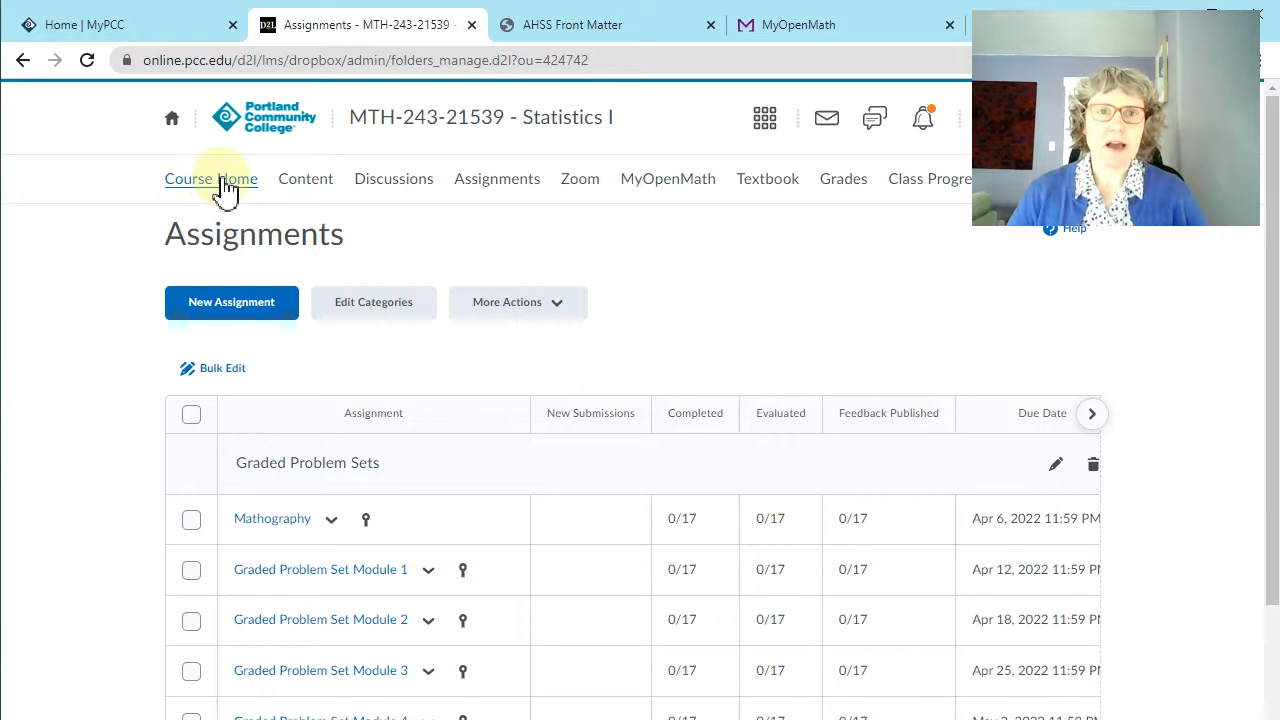 Home | MyPCC
D2L Assignments - MTH-243-21539 -
AHSS Front Matter
MyOpenMath
online.pcc.edu/d2l/lms/dropbox/admin/folders_manage.d2l?ou=424742
Portland
Community
College
MTH-243-21539 - Statistics I
Course Home Content Discussions Assignments Zoom MyOpenMath Textbook Grades Class Progre
Assignments
Help
New Assignment Edit Categories More Actions
Bulk Edit
Assignment New Submissions Completed Evaluated Feedback Published Due Date
Graded Problem Sets
Mathography 0/17 0/17 0/17 Apr 6, 2022 11:59 PM
Graded Problem Set Module 1 0/17 0/17 0/17 Apr 12, 2022 11:59 PM
Graded Problem Set Module 2 0/17 0/17 0/17 Apr 18, 2022 11:59 PM
Graded Problem Set Module 3 0/17 0/17 0/17 Apr 25, 2022 11:59 PM